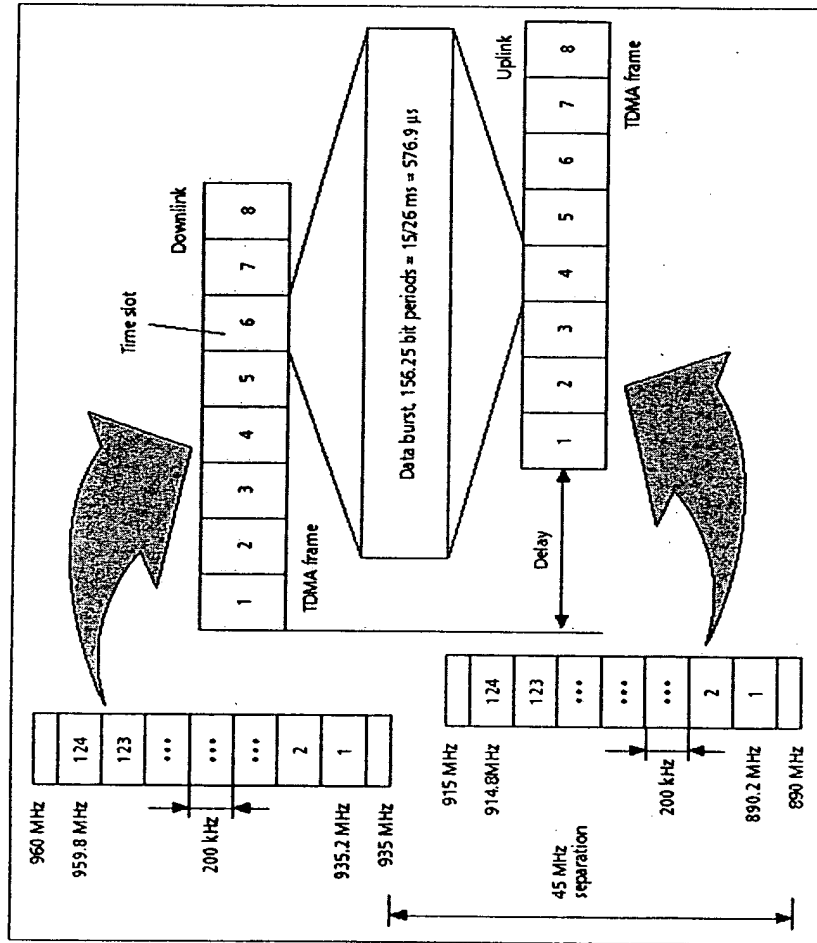 960 MHz
959.8 MHz
200 kHz
935.2 MHz
935 MHz
124
123
•••
•••
•••
2
1
Time slot
Downlink
1 2 3 4 5 6 7 8
TDMA frame
Data burst, 156.25 bit periods = 15/26 ms = 576.9 µs
45 MHz
separation
915 MHz
914.8MHz
200 kHz
890.2 MHz
890 MHz
124
123
•••
•••
•••
2
1
Delay
Uplink
1 2 3 4 5 6 7 8
TDMA frame